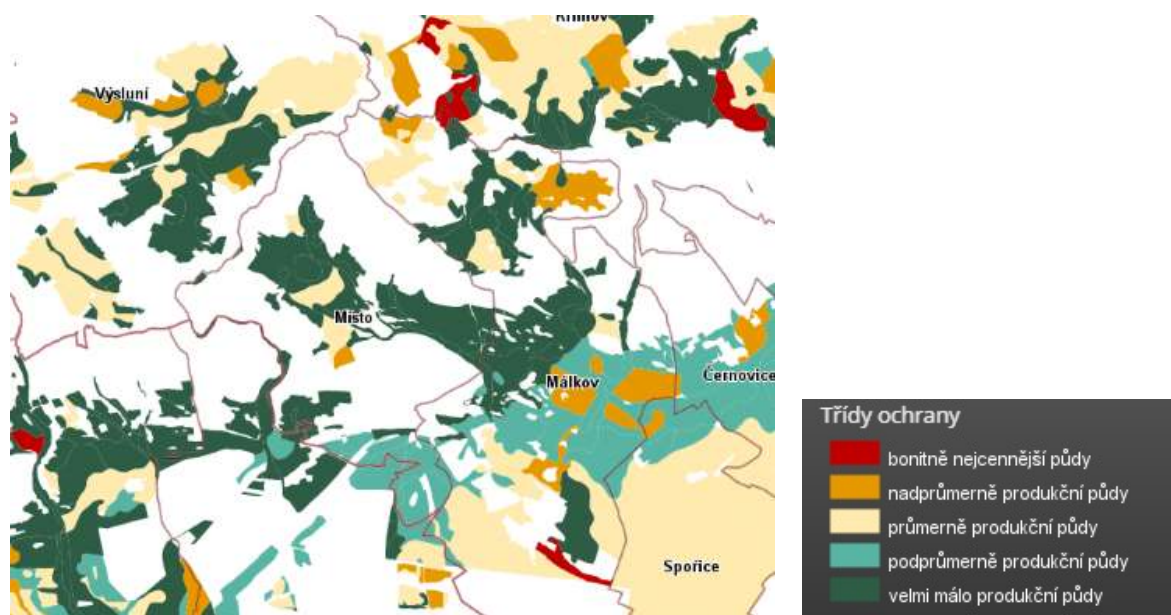 Křimov
Výsluní
Místo
Málkov
Černovice
Spořice
Třídy ochrany
bonitně nejcennější půdy
nadprůmerně produkční půdy
průmerně produkční půdy
podprůmerně produkční půdy
velmi málo produkční půdy